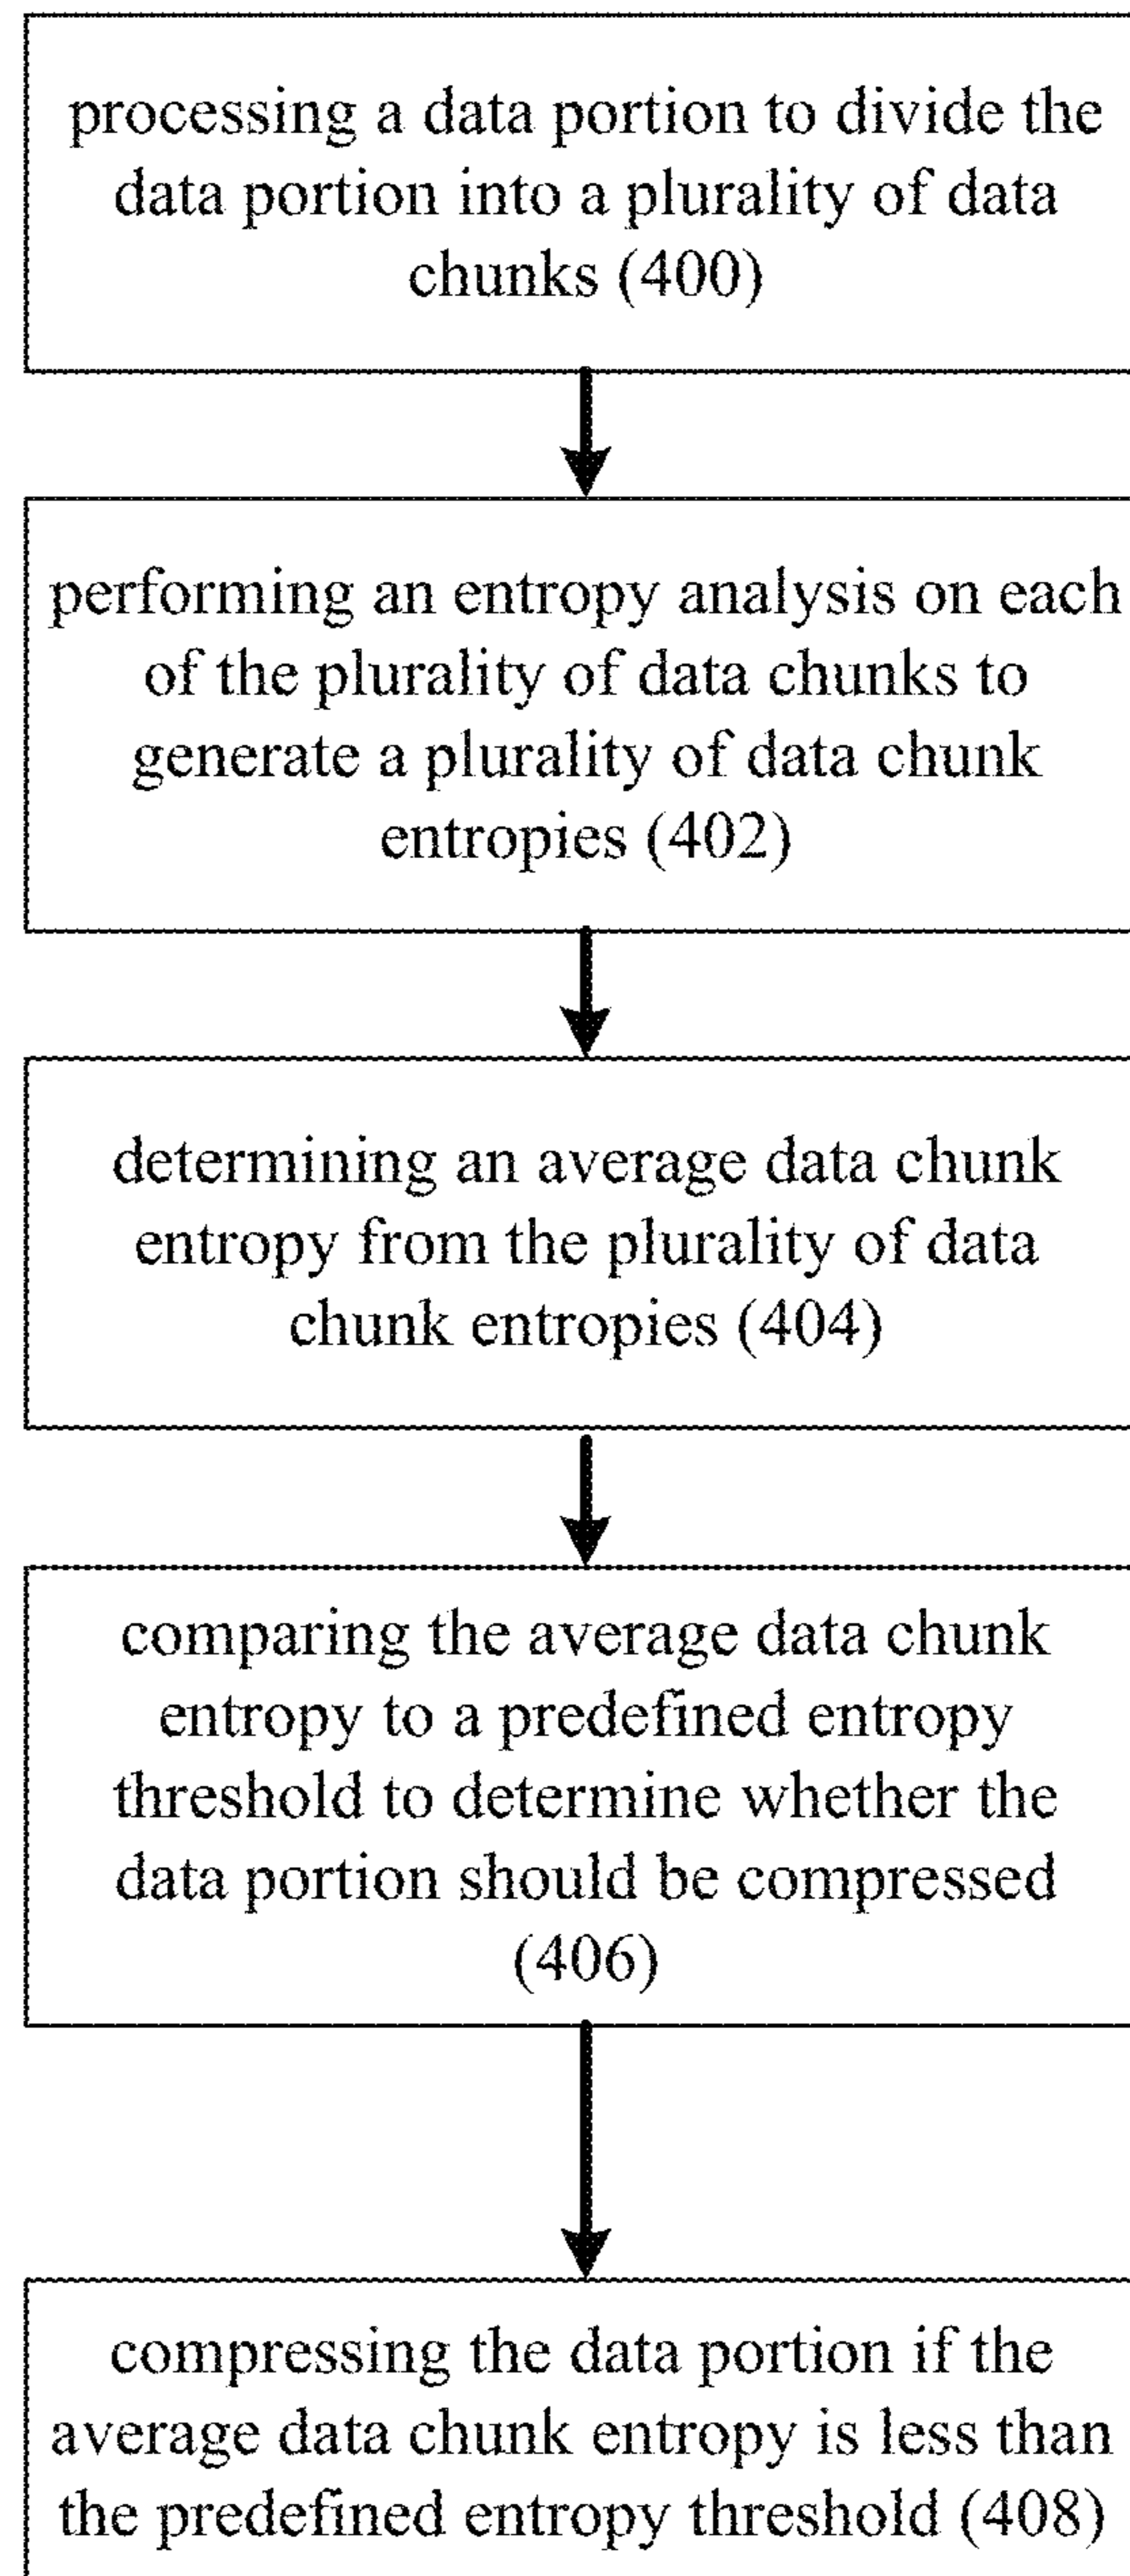 processing a data portion to divide the
data portion into a plurality of data
chunks (400)
performing an entropy analysis on each
of the plurality of data chunks to
generate a plurality of data chunk
entropies (402)
determining an average data chunk
entropy from the plurality of data
chunk entropies (404)
comparing the average data chunk
entropy to a predefined entropy
threshold to determine whether the
data portion should be compressed
(406)
compressing the data portion if the
average data chunk entropy is less than
the predefined entropy threshold (408)